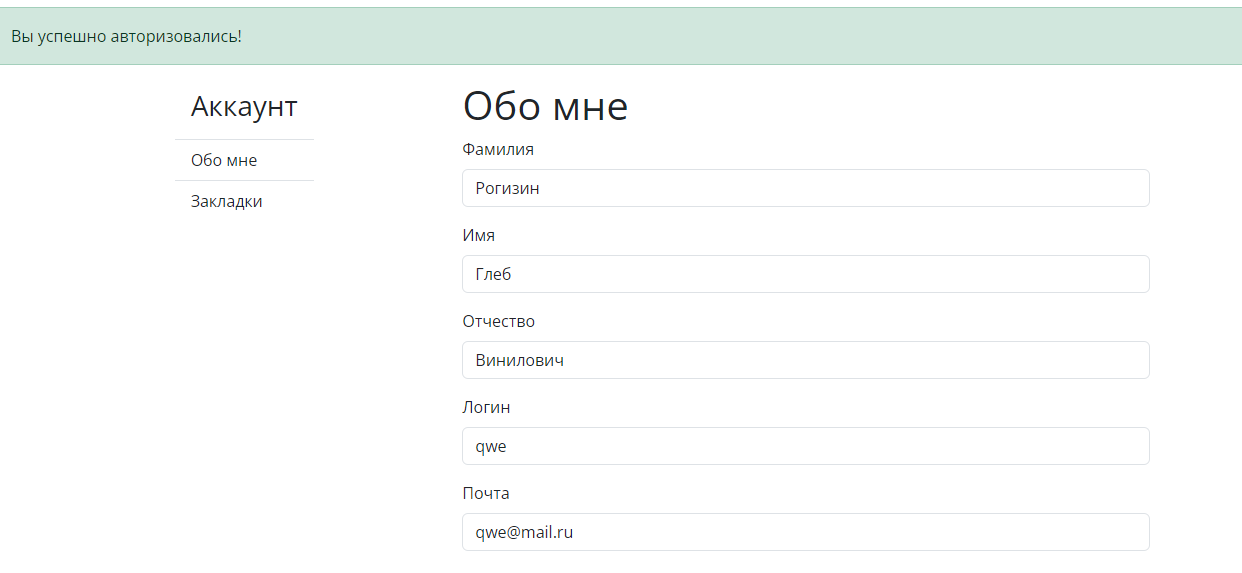 Вы успешно авторизовались!
Аккаунт
Обо мне
Закладки
Обо мне
Фамилия
Рогизин
Имя
Глеб
Отчество
Винилович
Логин
qwe
Почта
qwe@mail.ru